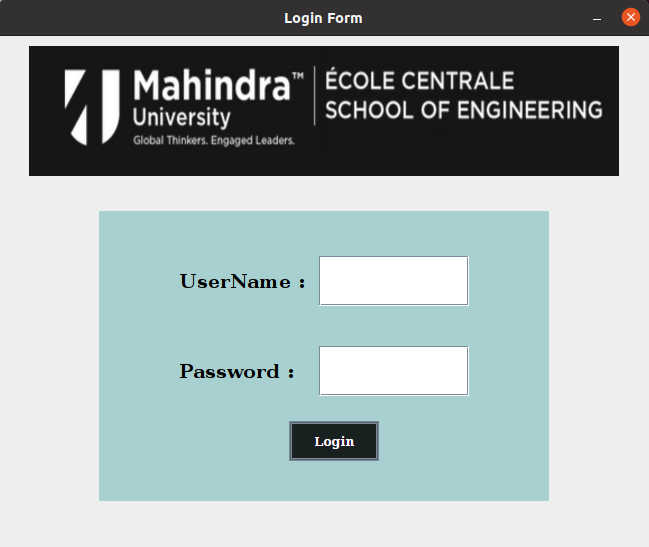 Login Form
Mahindra™
University
Global Thinkers. Engaged Leaders.
ÉCOLE CENTRALE
SCHOOL OF ENGINEERING
UserName :
Password :
Login